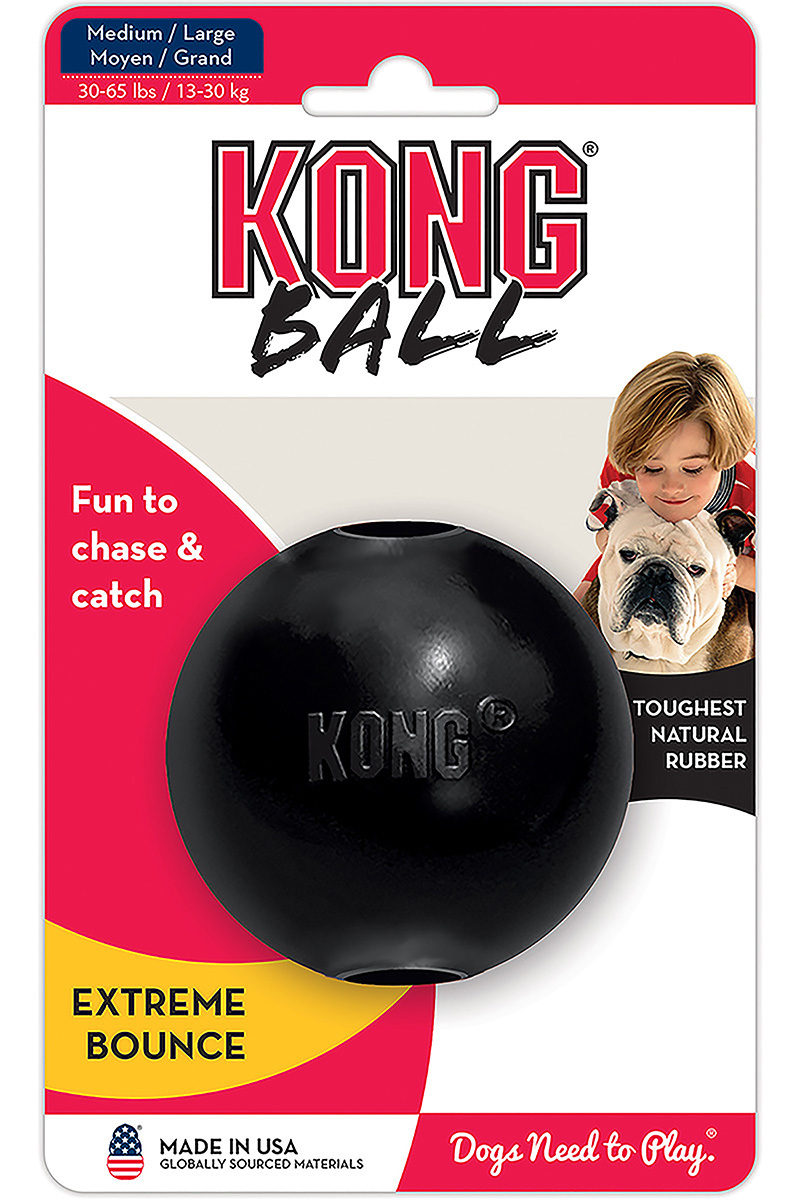 Medium / Large
Moyen / Grand
30-65 lbs / 13-30 kg
KONG®
BALL
Fun to
chase &
catch
KONG®
TOUGHEST
NATURAL
RUBBER
EXTREME
BOUNCE
MADE IN USA
GLOBALLY SOURCED MATERIALS
Dogs Need to Play.®